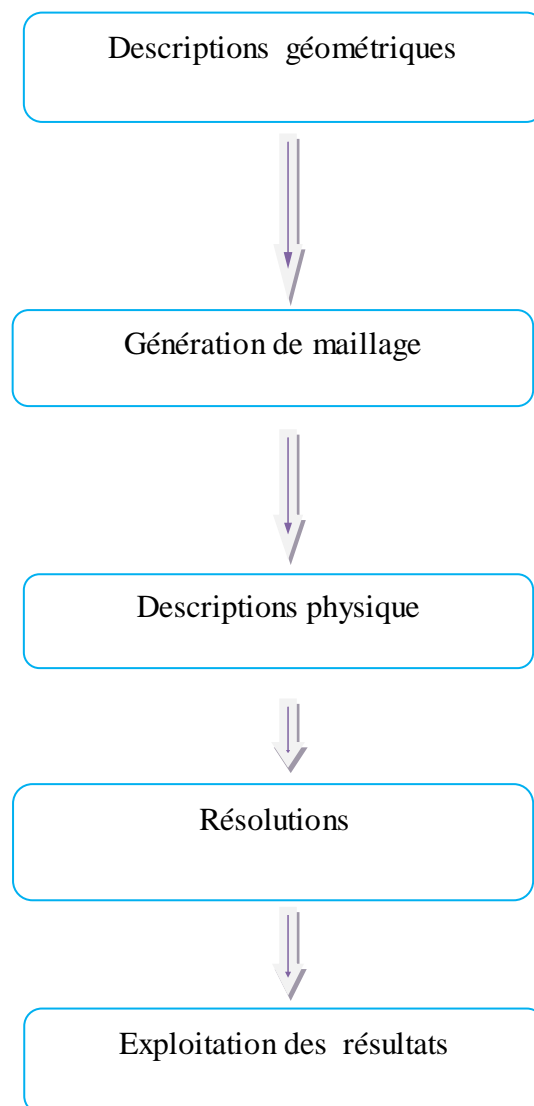 Descriptions géométriques
Génération de maillage
Descriptions physique
Résolutions
Exploitation des résultats